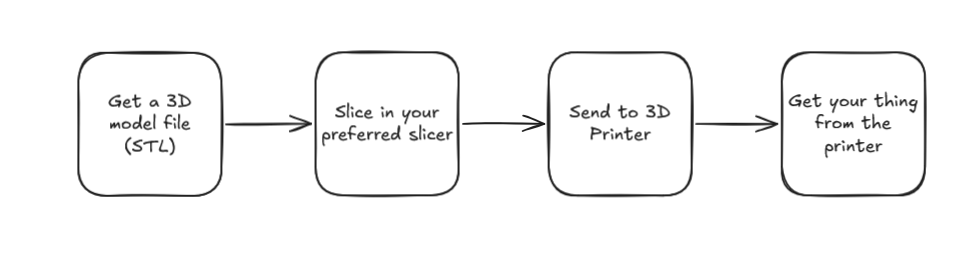 Get a 3D
model file
(STL)
Slice in your
preferred slicer
Send to 3D
Printer
Get your thing
from the
printer